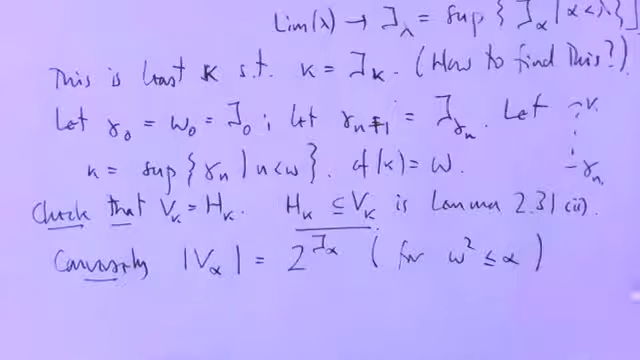 Lim(λ) → ℶ_λ = sup { ℶ_α | α < λ }
This is least κ s.t. κ = ℶ_κ. (How to find This?)
Let γ_0 = ω_0 = ℶ_0 ; let γ_{n+1} = ℶ_{γ_n}. Let
κ = sup { γ_n | n < ω }. cf(κ) = ω.
γ_n
Check that V_κ = H_κ. H_κ ⊆ V_κ is Lemma 2.31 (ii).
Conversely |V_α| = 2^{ℶ_α} ( for ω^2 ≤ α )